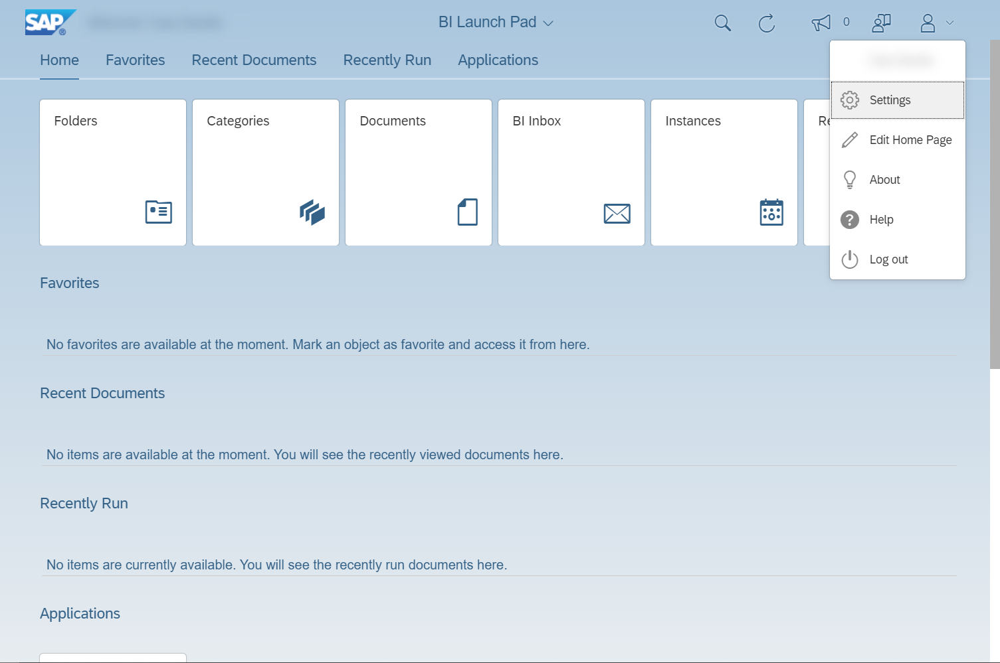 SAP
BI Launch Pad
0
Home
Favorites
Recent Documents
Recently Run
Applications
Folders
Categories
Documents
BI Inbox
Instances
Settings
Edit Home Page
About
Help
Log out
Favorites
No favorites are available at the moment. Mark an object as favorite and access it from here.
Recent Documents
No items are available at the moment. You will see the recently viewed documents here.
Recently Run
No items are currently available. You will see the recently run documents here.
Applications